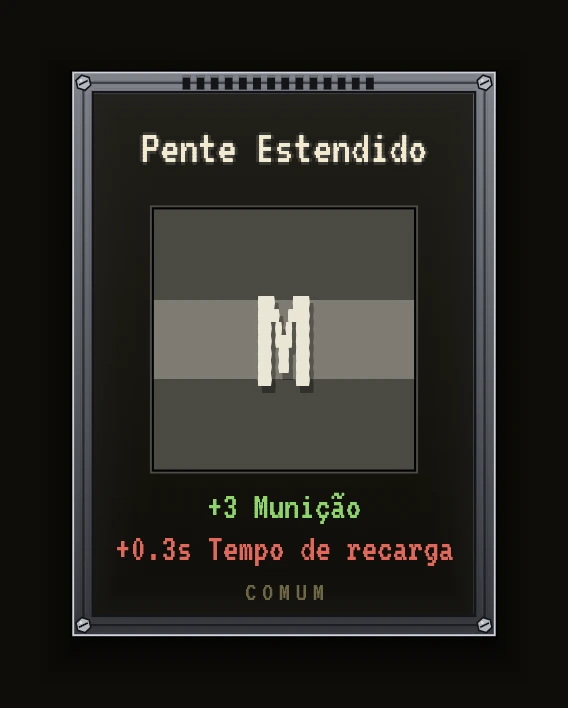 Pente Estendido
M
+3 Munição
+0.3s Tempo de recarga
COMUM